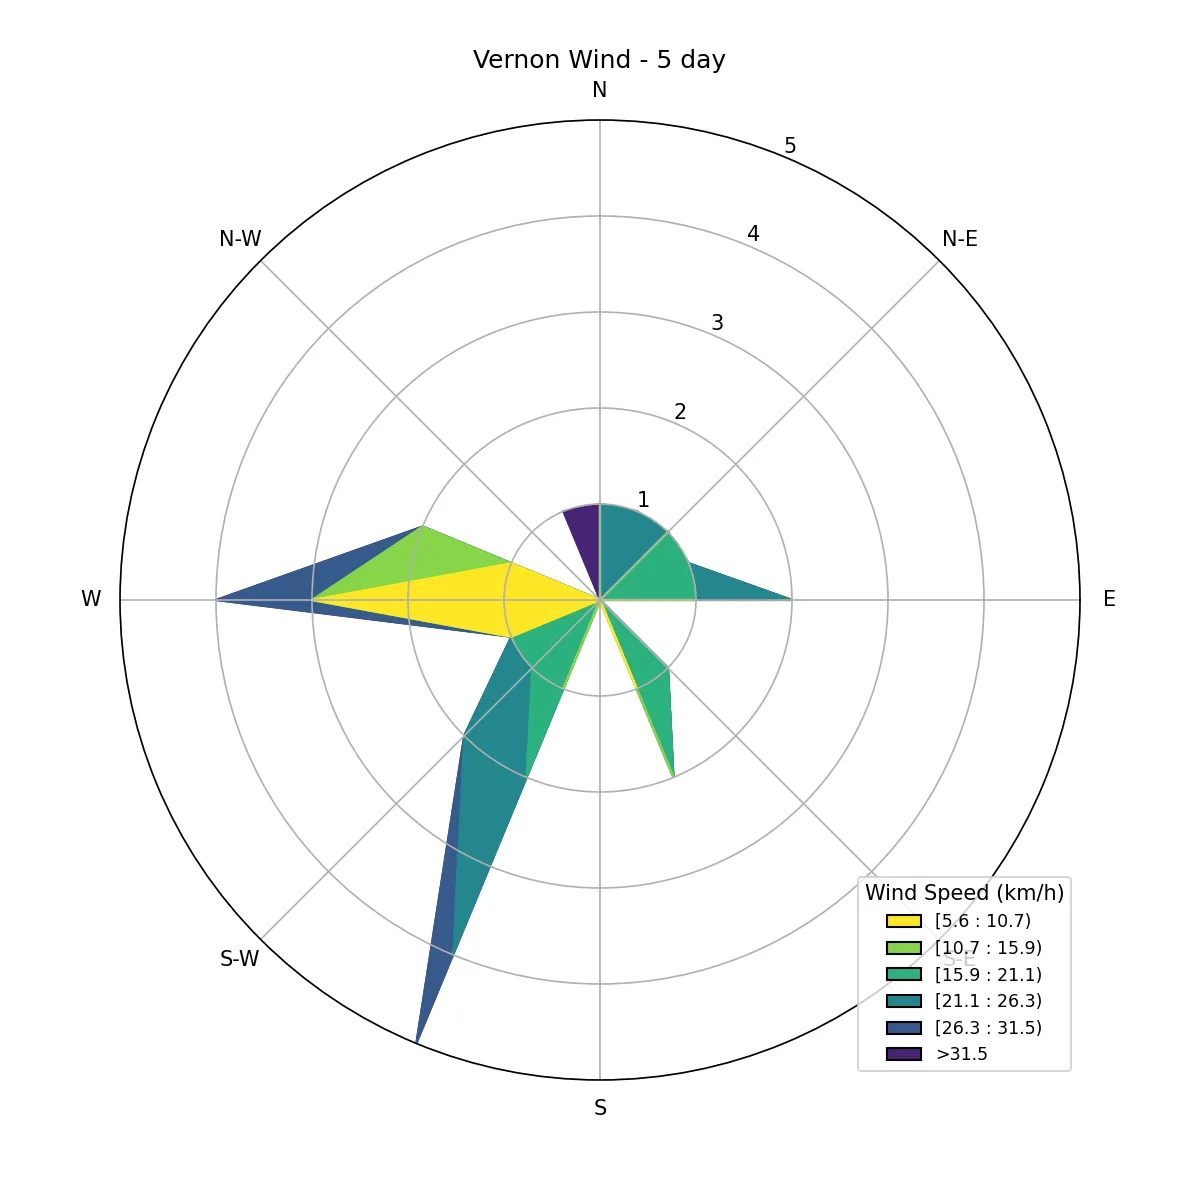 Vernon Wind - 5 day
N
5
N-W
N-E
4
3
2
1
W
E
Wind Speed (km/h)
[5.6 : 10.7)
[10.7 : 15.9)
S-W
S-E
[15.9 : 21.1)
[21.1 : 26.3)
[26.3 : 31.5)
>31.5
S